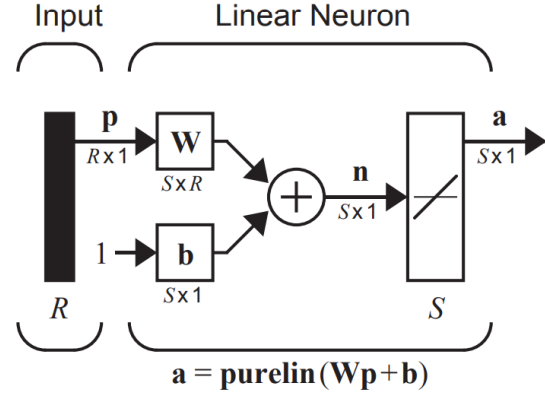 Input Linear Neuron
p a
R x 1 W n S x 1
S x R S x 1
1 b
S x 1
R S
a = purelin(Wp+b)